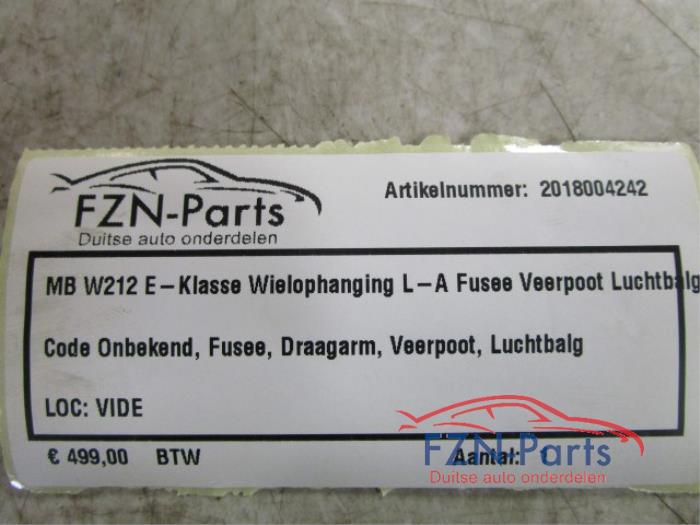 FZN-Parts
Duitse auto onderdelen
Artikelnummer: 2018004242
MB W212 E-Klasse Wielophanging L-A Fusee Veerpoot Luchtbalg
Code Onbekend, Fusee, Draagarm, Veerpoot, Luchtbalg
LOC: VIDE
€ 499,00 BTW
Aantal: 1
FZN-Parts
Duitse auto onderdelen